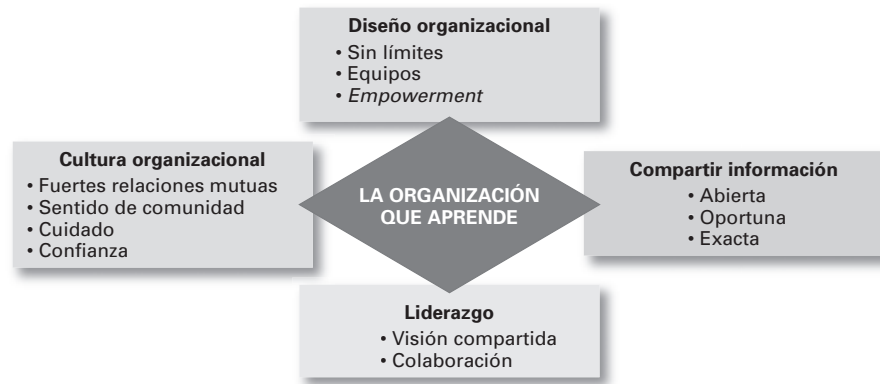 Diseño organizacional
• Sin límites
• Equipos
• Empowerment
Cultura organizacional
• Fuertes relaciones mutuas
• Sentido de comunidad
• Cuidado
• Confianza
LA ORGANIZACIÓN
QUE APRENDE
Compartir información
• Abierta
• Oportuna
• Exacta
Liderazgo
• Visión compartida
• Colaboración